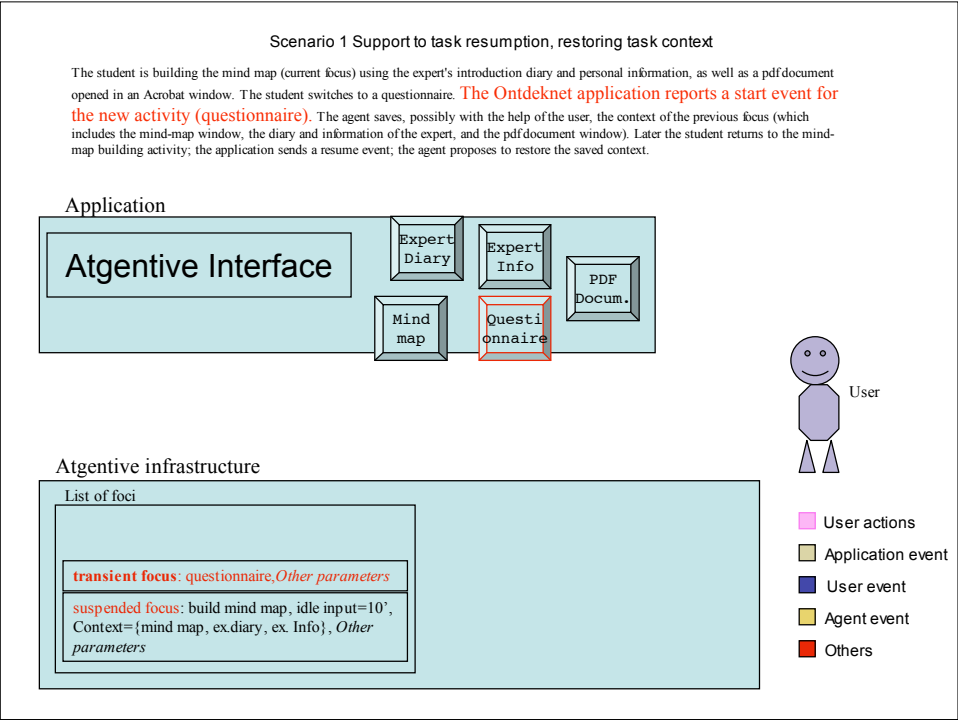 Scenario 1 Support to task resumption, restoring task context
The student is building the mind map (current focus) using the expert's introduction diary and personal information, as well as a pdf document
opened in an Acrobat window. The student switches to a questionnaire. The Ontdeknet application reports a start event for
the new activity (questionnaire). The agent saves, possibly with the help of the user, the context of the previous focus (which
includes the mind-map window, the diary and information of the expert, and the pdf document window). Later the student returns to the mind-
map building activity; the application sends a resume event; the agent proposes to restore the saved context.
Application
Atgentive Interface
Expert
Diary
Expert
Info
PDF
Docum.
Mind
map
Questi
onnaire
User
Atgentive infrastructure
List of foci
transient focus: questionnaire,Other parameters
suspended focus: build mind map, idle input=10’,
Context={mind map, ex.diary, ex. Info}, Other
parameters
User actions
Application event
User event
Agent event
Others